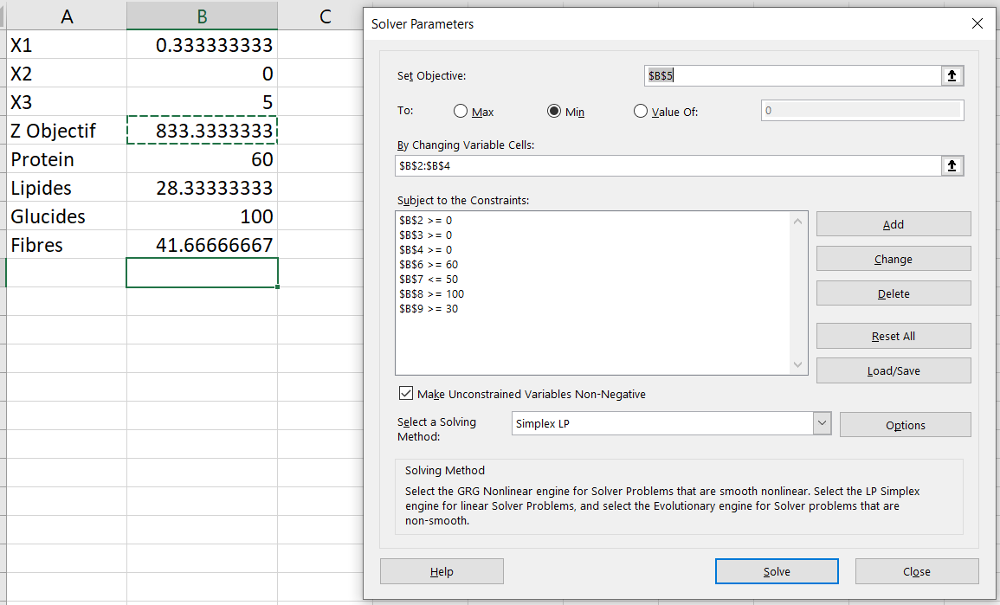 A B C
X1 0.333333333
X2 0
X3 5
Z Objectif 833.3333333
Protein 60
Lipides 28.33333333
Glucides 100
Fibres 41.66666667
Solver Parameters
Set Objective: $B$5
To: Max Min Value Of: 0
By Changing Variable Cells:
$B$2:$B$4
Subject to the Constraints:
$B$2 >= 0
$B$3 >= 0
$B$4 >= 0
$B$6 >= 60
$B$7 <= 50
$B$8 >= 100
$B$9 >= 30
Add
Change
Delete
Reset All
Load/Save
Make Unconstrained Variables Non-Negative
Select a Solving
Method:
Simplex LP
Options
Solving Method
Select the GRG Nonlinear engine for Solver Problems that are smooth nonlinear. Select the LP Simplex
engine for linear Solver Problems, and select the Evolutionary engine for Solver problems that are
non-smooth.
Help Solve Close